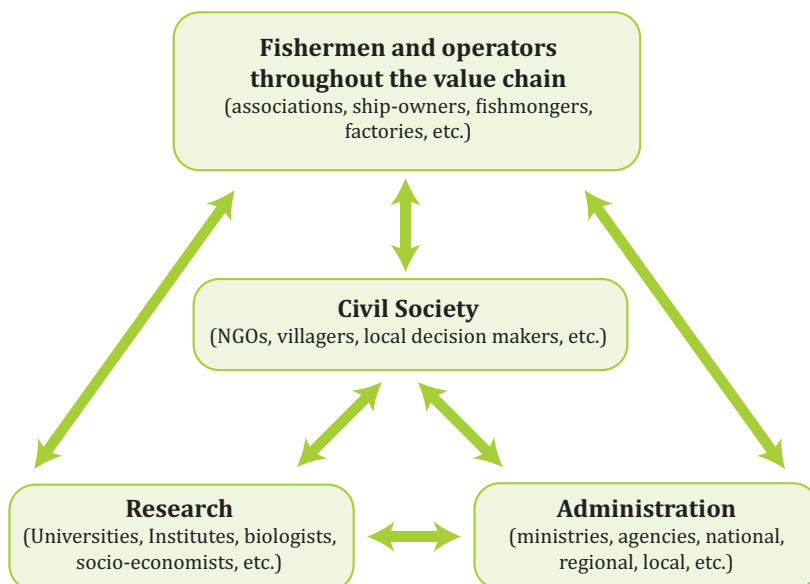 Fishermen and operators
throughout the value chain
(associations, ship-owners, fishmongers,
factories, etc.)
Civil Society
(NGOs, villagers, local decision makers, etc.)
Research
(Universities, Institutes, biologists,
socio-economists, etc.)
Administration
(ministries, agencies, national,
regional, local, etc.)